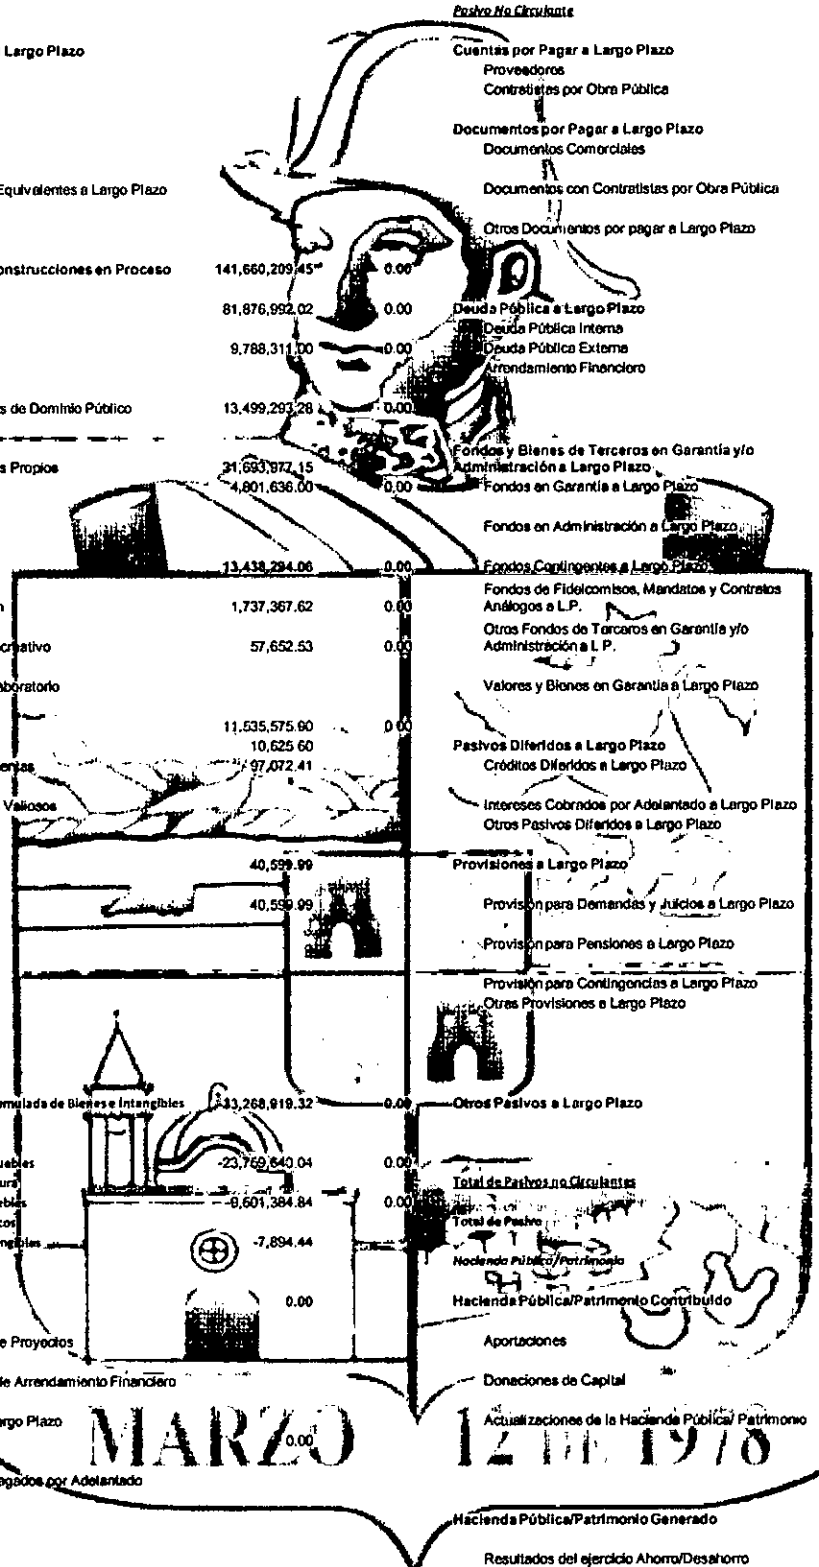 Pasivo No Circulante
Largo Plazo
Cuentas por Pagar a Largo Plazo
Proveedores
Contratistas por Obra Pública
Documentos por Pagar a Largo Plazo
Documentos Comerciales
Equivalentes a Largo Plazo
Documentos con Contratistas por Obra Pública
Otros Documentos por pagar a Largo Plazo
onstrucciones en Proceso 141,660,209.45 0.00
81,876,992.02 0.00 Deuda Pública a Largo Plazo
Deuda Pública Interna
9,788,311.00 0.00 Deuda Pública Externa
Arrendamiento Financiero
s de Dominio Público 13,499,293.28 0.00
Fondos y Bienes de Terceros en Garantía y/o
s Propios 31,693,977.15 Administración a Largo Plazo
4,801,636.00 0.00 Fondos en Garantía a Largo Plazo
Fondos en Administración a Largo Plazo
13,438,294.06 0.00 Fondos Contingentes a Largo Plazo
Fondos de Fideicomisos, Mandatos y Contratos
n 1,737,367.62 0.00 Análogos a L.P.
Otros Fondos de Terceros en Garantía y/o
creativo 57,652.53 0.00 Administración a L.P.
aboratorio Valores y Bienes en Garantía a Largo Plazo
11,535,575.90 0.00
10,625.60 Pasivos Diferidos a Largo Plazo
entas 97,072.41 Créditos Diferidos a Largo Plazo
Valiosos Intereses Cobrados por Adelantado a Largo Plazo
Otros Pasivos Diferidos a Largo Plazo
40,599.99 Provisiones a Largo Plazo
40,599.99 Provisión para Demandas y Juicios a Largo Plazo
Provisión para Pensiones a Largo Plazo
Provisión para Contingencias a Largo Plazo
Otras Provisiones a Largo Plazo
mulada de Bienes e Intangibles -33,268,919.32 0.00 Otros Pasivos a Largo Plazo
uebles -23,759,640.04 0.00
ura Total de Pasivos no Circulantes
ebles -9,601,384.84 0.00
cos Total de Pasivo
ngibles -7,894.44
Hacienda Pública/Patrimonio
0.00 Hacienda Pública/Patrimonio Contribuido
e Proyectos Aportaciones
de Arrendamiento Financiero Donaciones de Capital
argo Plazo Actualizaciones de la Hacienda Pública/ Patrimonio
0.00
MARZO 12 DE 1978
agados por Adelantado
Hacienda Pública/Patrimonio Generado
Resultados del ejercicio Ahorro/Desahorro